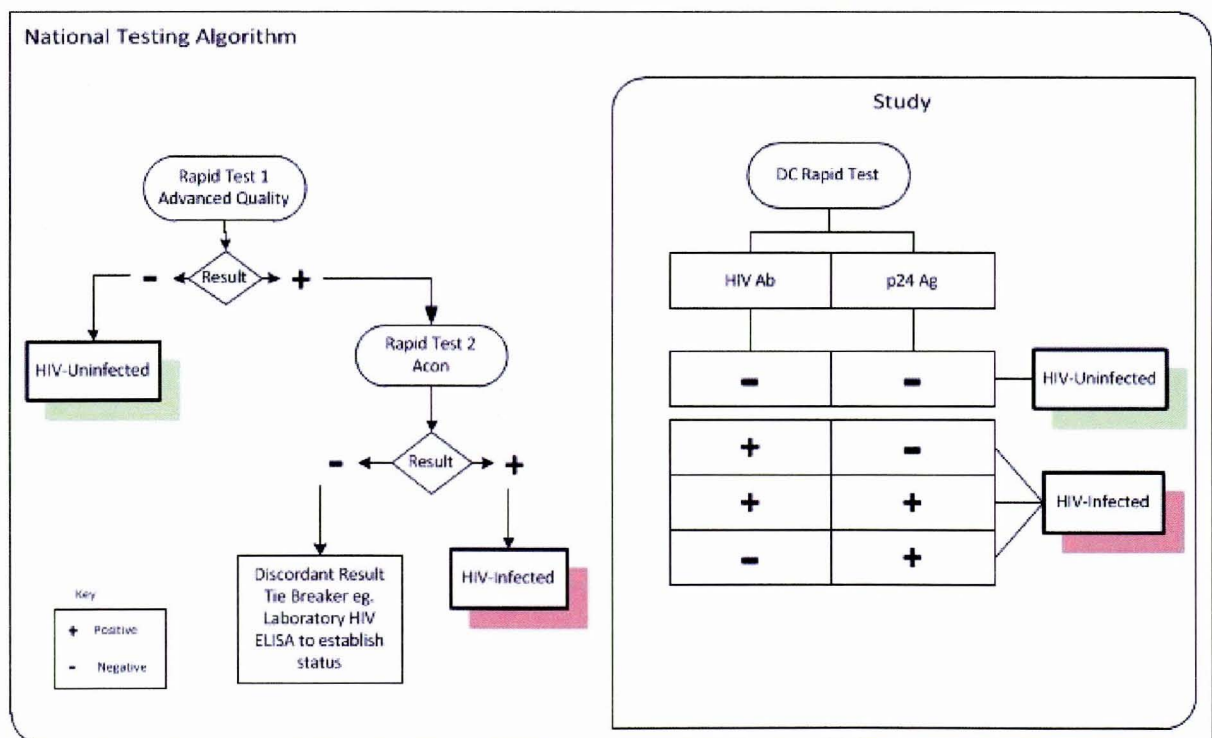 National Testing Algorithm
Rapid Test 1
Advanced Quality
- Result +
HIV-Uninfected
Rapid Test 2
Acon
- Result +
Discordant Result
Tie Breaker eg.
Laboratory HIV
ELISA to establish
status
HIV-Infected
Key
+ Positive
- Negative
Study
DC Rapid Test
HIV Ab p24 Ag
- - HIV-Uninfected
+ -
+ + HIV-Infected
- +